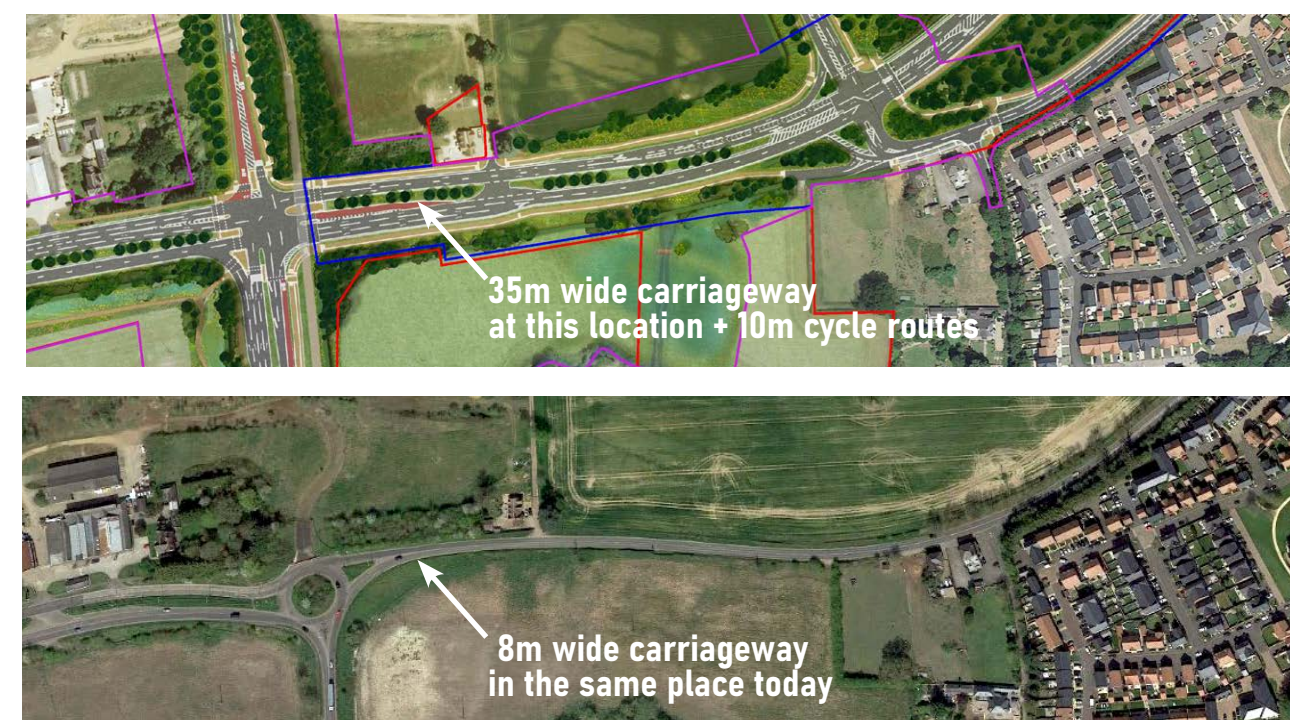 35m wide carriageway
at this location + 10m cycle routes
8m wide carriageway
in the same place today